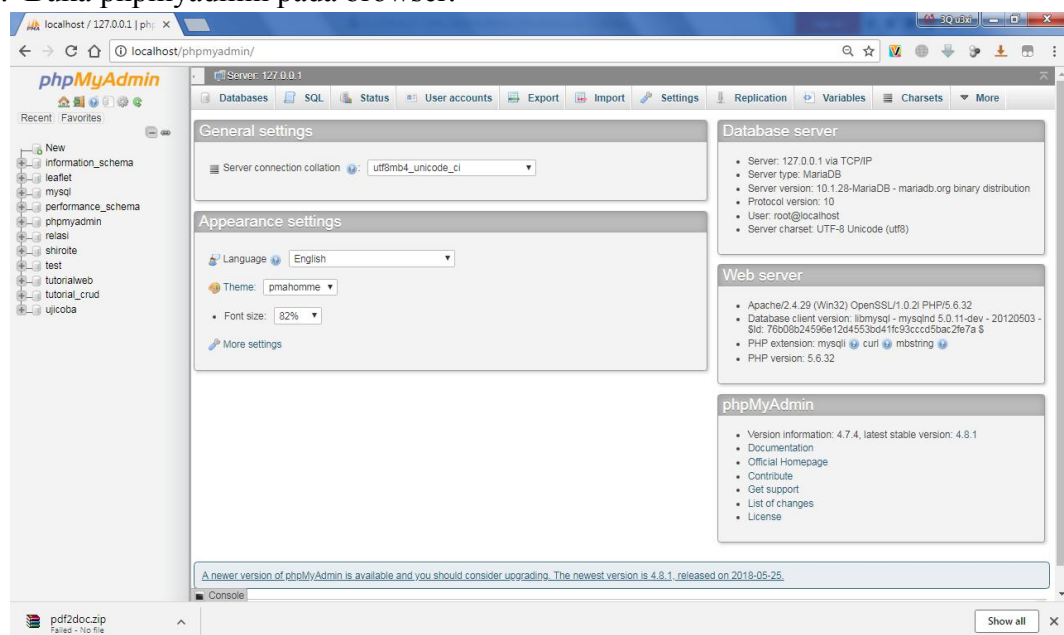 Buka phpmyadmin pada browser.
localhost / 127.0.0.1 | ph
3Q u3xi
localhost/phpmyadmin/
phpMyAdmin
Recent Favorites
New
information_schema
leaflet
mysql
performance_schema
phpmyadmin
relasi
shiroite
test
tutorialweb
tutorial_crud
ujicoba
Server: 127.0.0.1
Databases SQL Status User accounts Export Import Settings Replication Variables Charsets More
General settings
Server connection collation : utf8mb4_unicode_ci
Appearance settings
Language English
Theme: pmahomme
Font size: 82%
More settings
Database server
Server: 127.0.0.1 via TCP/IP
Server type: MariaDB
Server version: 10.1.28-MariaDB - mariadb.org binary distribution
Protocol version: 10
User: root@localhost
Server charset: UTF-8 Unicode (utf8)
Web server
Apache/2.4.29 (Win32) OpenSSL/1.0.2l PHP/5.6.32
Database client version: libmysql - mysqlnd 5.0.11-dev - 20120503 -
$Id: 76b08b24596e12d4553bd41fc93cccd5bac2fe7a $
PHP extension: mysqli curl mbstring
PHP version: 5.6.32
phpMyAdmin
Version information: 4.7.4, latest stable version: 4.8.1
Documentation
Official Homepage
Contribute
Get support
List of changes
License
A newer version of phpMyAdmin is available and you should consider upgrading. The newest version is 4.8.1, released on 2018-05-25.
Console
pdf2doc.zip
Failed - No file
Show all